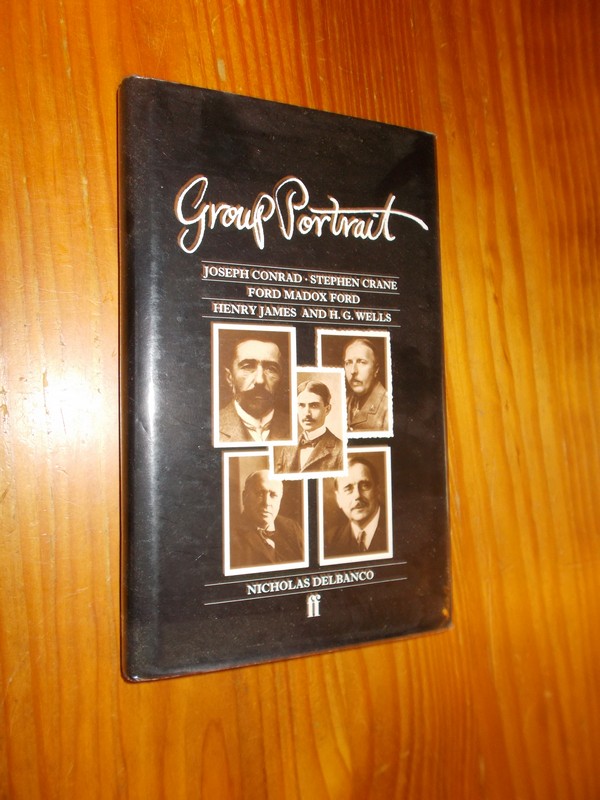 Group Portrait
JOSEPH CONRAD · STEPHEN CRANE
FORD MADOX FORD
HENRY JAMES AND H. G. WELLS
NICHOLAS DELBANCO
ff